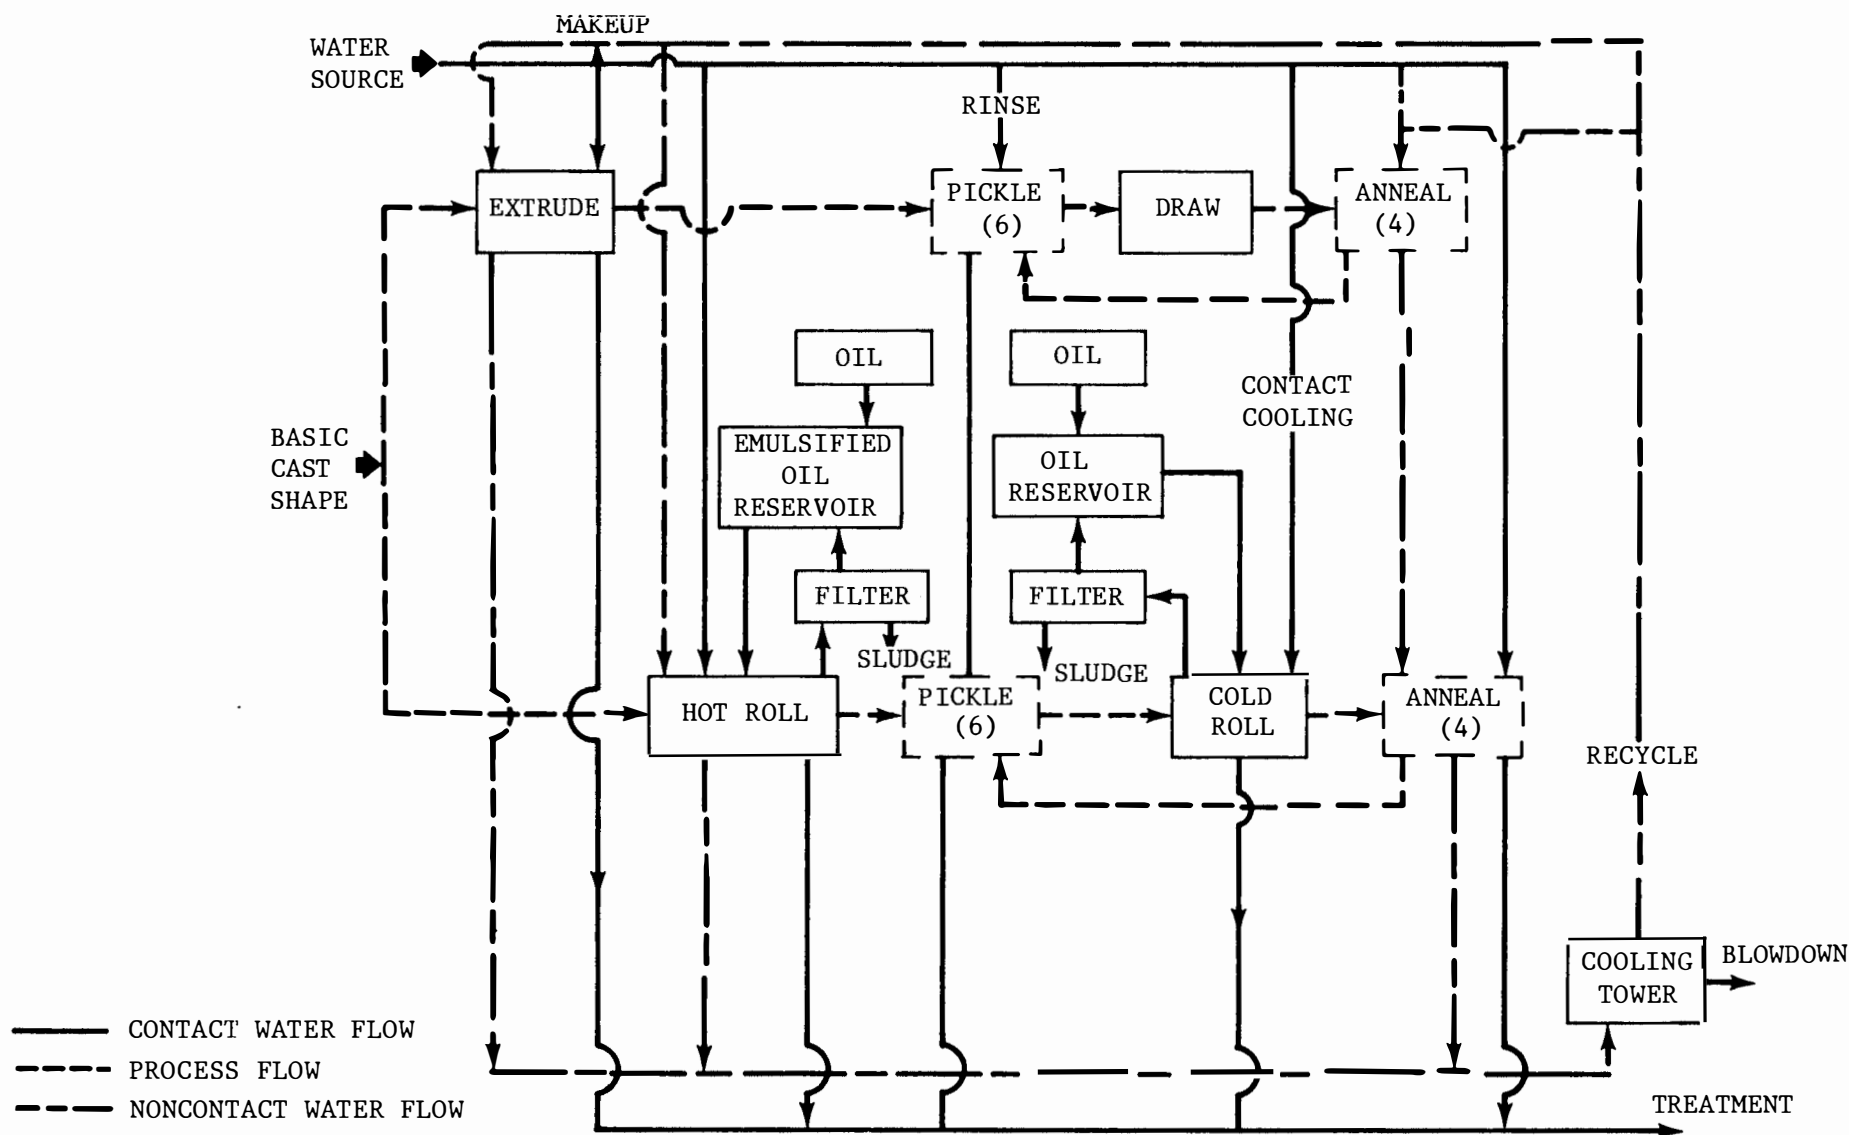 MAKEUP
WATER
SOURCE
RINSE
EXTRUDE
PICKLE
(6)
DRAW
ANNEAL
(4)
OIL
OIL
CONTACT
COOLING
BASIC
CAST
SHAPE
EMULSIFIED
OIL
RESERVOIR
OIL
RESERVOIR
FILTER
FILTER
SLUDGE
SLUDGE
HOT ROLL
PICKLE
(6)
COLD
ROLL
ANNEAL
(4)
RECYCLE
COOLING
TOWER
BLOWDOWN
CONTACT WATER FLOW
PROCESS FLOW
NONCONTACT WATER FLOW
TREATMENT